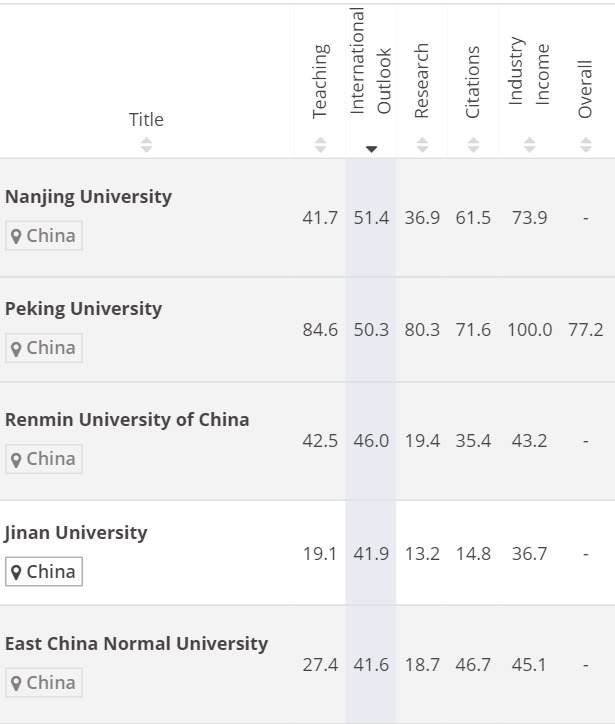 Title
Teaching
International
Outlook
Research
Citations
Industry
Income
Overall
Nanjing University
China
41.7 51.4 36.9 61.5 73.9 -
Peking University
China
84.6 50.3 80.3 71.6 100.0 77.2
Renmin University of China
China
42.5 46.0 19.4 35.4 43.2 -
Jinan University
China
19.1 41.9 13.2 14.8 36.7 -
East China Normal University
China
27.4 41.6 18.7 46.7 45.1 -